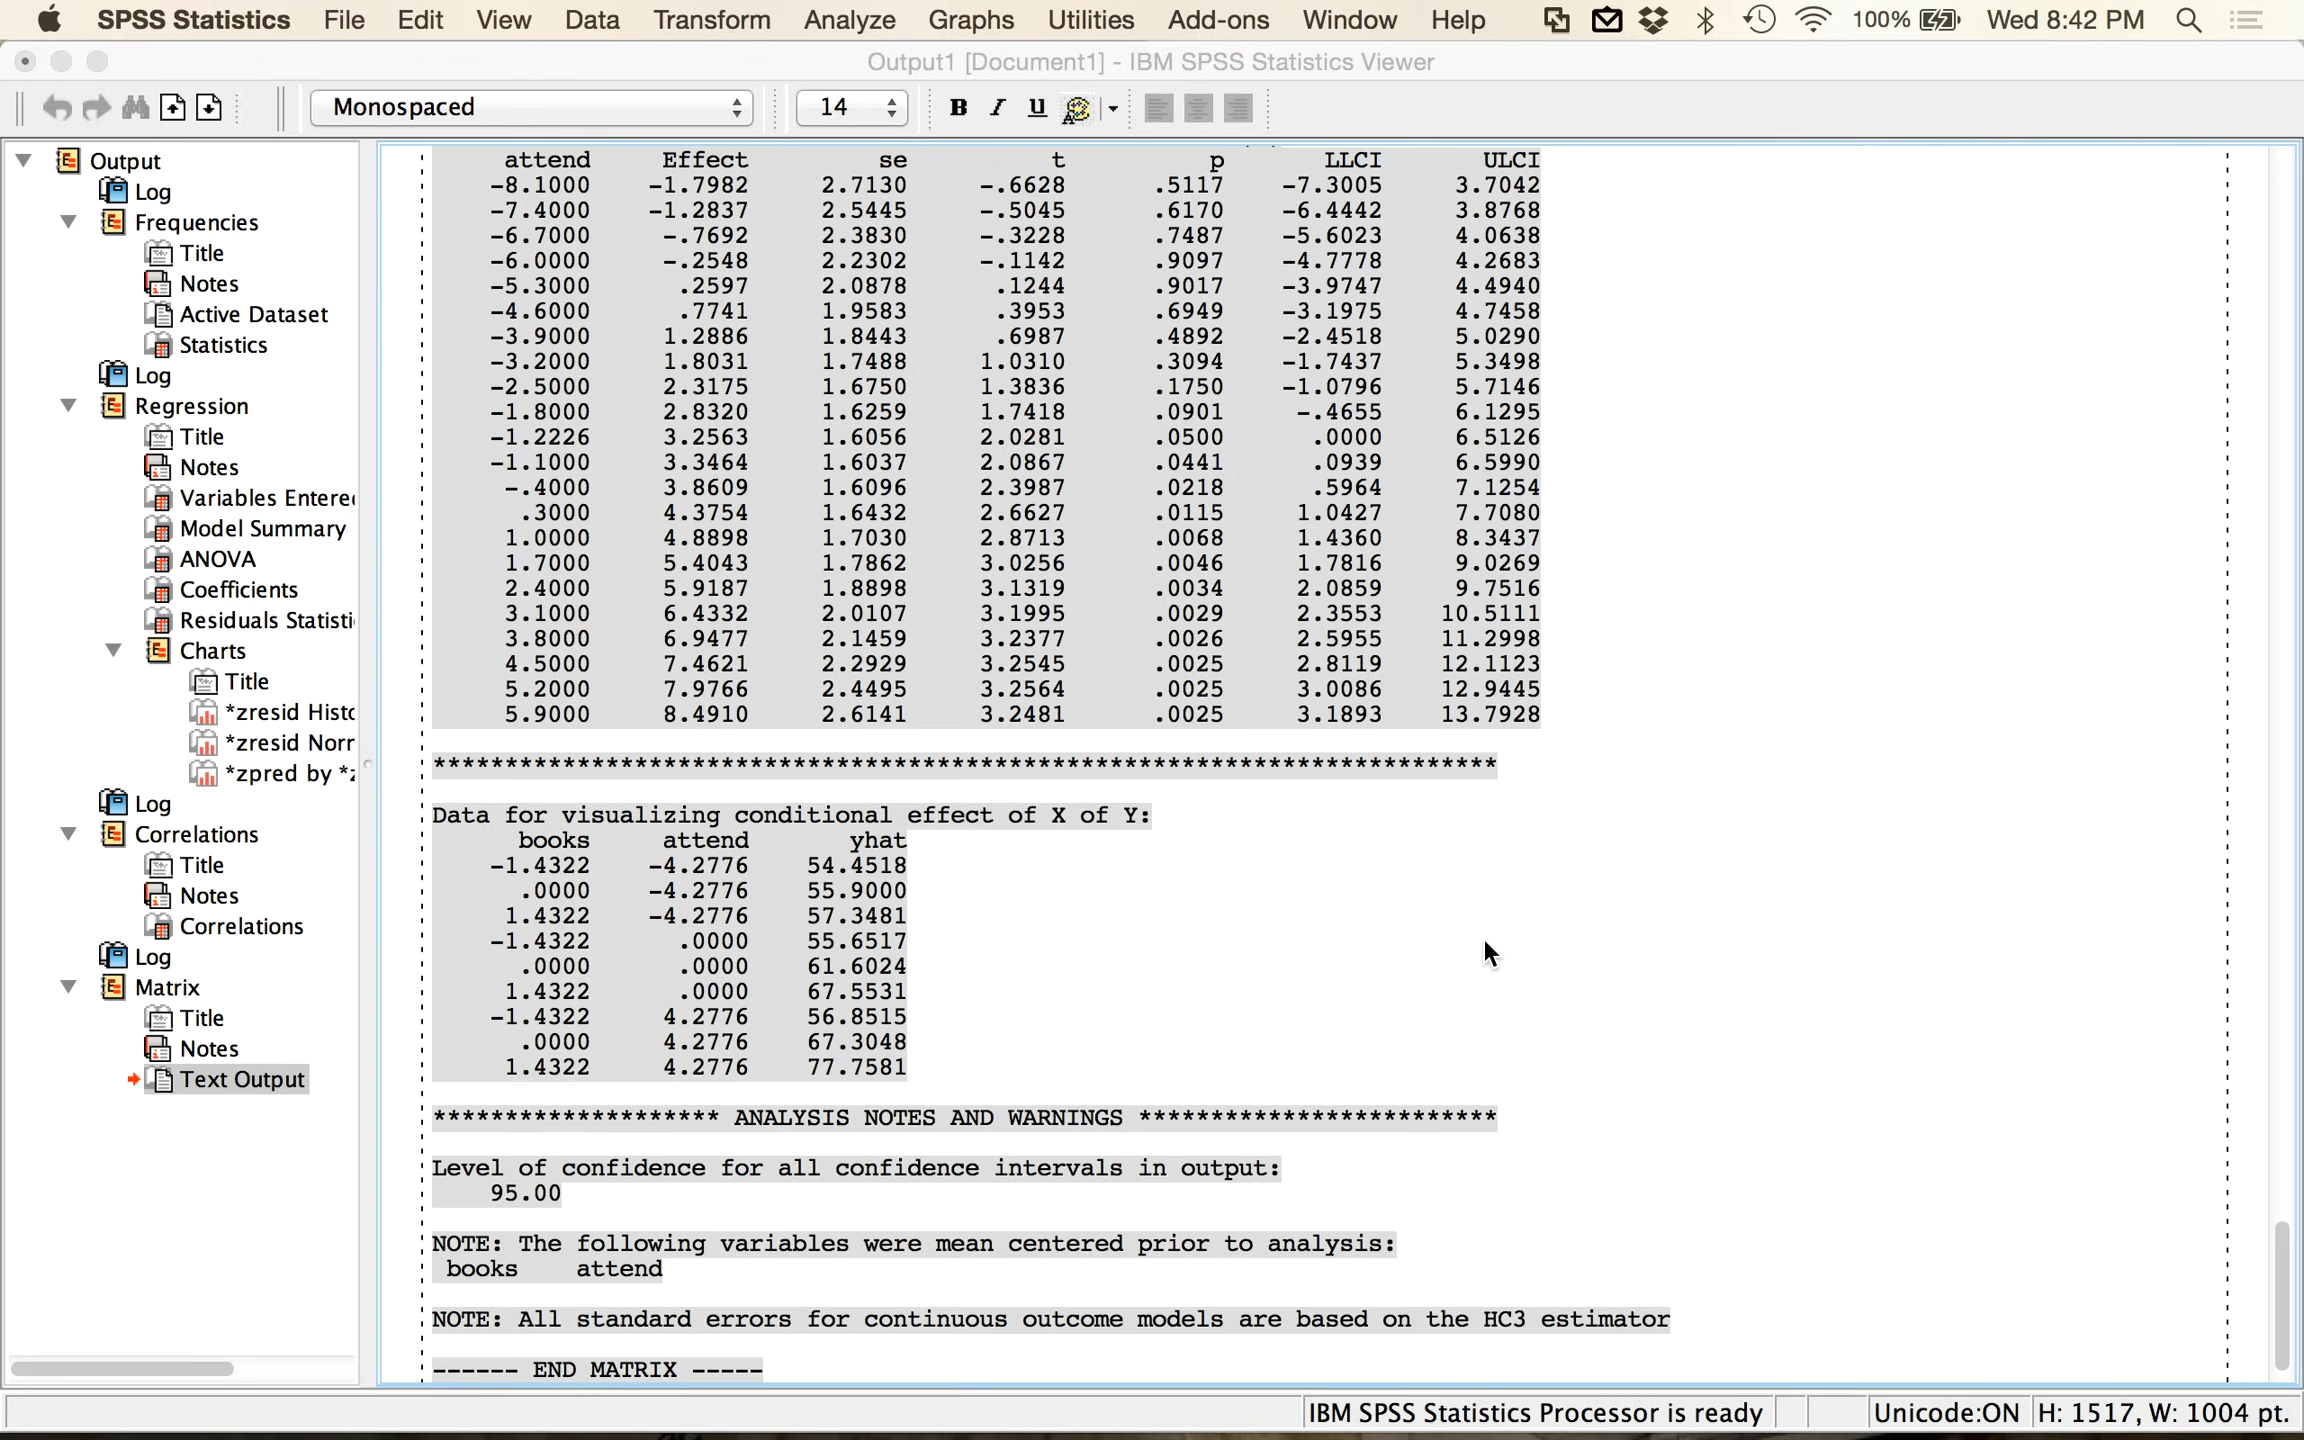 SPSS Statistics File Edit View Data Transform Analyze Graphs Utilities Add-ons Window Help 100% Wed 8:42 PM
Output1 [Document1] - IBM SPSS Statistics Viewer
Monospaced 14 B I U
Output
Log
Frequencies
Title
Notes
Active Dataset
Statistics
Log
Regression
Title
Notes
Variables Entere
Model Summary
ANOVA
Coefficients
Residuals Statisti
Charts
Title
*zresid Histo
*zresid Norr
*zpred by *z
Log
Correlations
Title
Notes
Correlations
Log
Matrix
Title
Notes
Text Output
attend Effect se t p LLCI ULCI
-8.1000 -1.7982 2.7130 -.6628 .5117 -7.3005 3.7042
-7.4000 -1.2837 2.5445 -.5045 .6170 -6.4442 3.8768
-6.7000 -.7692 2.3830 -.3228 .7487 -5.6023 4.0638
-6.0000 -.2548 2.2302 -.1142 .9097 -4.7778 4.2683
-5.3000 .2597 2.0878 .1244 .9017 -3.9747 4.4940
-4.6000 .7741 1.9583 .3953 .6949 -3.1975 4.7458
-3.9000 1.2886 1.8443 .6987 .4892 -2.4518 5.0290
-3.2000 1.8031 1.7488 1.0310 .3094 -1.7437 5.3498
-2.5000 2.3175 1.6750 1.3836 .1750 -1.0796 5.7146
-1.8000 2.8320 1.6259 1.7418 .0901 -.4655 6.1295
-1.2226 3.2563 1.6056 2.0281 .0500 .0000 6.5126
-1.1000 3.3464 1.6037 2.0867 .0441 .0939 6.5990
-.4000 3.8609 1.6096 2.3987 .0218 .5964 7.1254
.3000 4.3754 1.6432 2.6627 .0115 1.0427 7.7080
1.0000 4.8898 1.7030 2.8713 .0068 1.4360 8.3437
1.7000 5.4043 1.7862 3.0256 .0046 1.7816 9.0269
2.4000 5.9187 1.8898 3.1319 .0034 2.0859 9.7516
3.1000 6.4332 2.0107 3.1995 .0029 2.3553 10.5111
3.8000 6.9477 2.1459 3.2377 .0026 2.5955 11.2998
4.5000 7.4621 2.2929 3.2545 .0025 2.8119 12.1123
5.2000 7.9766 2.4495 3.2564 .0025 3.0086 12.9445
5.9000 8.4910 2.6141 3.2481 .0025 3.1893 13.7928
**************************************************************************
Data for visualizing conditional effect of X of Y:
books attend yhat
-1.4322 -4.2776 54.4518
.0000 -4.2776 55.9000
1.4322 -4.2776 57.3481
-1.4322 .0000 55.6517
.0000 .0000 61.6024
1.4322 .0000 67.5531
-1.4322 4.2776 56.8515
.0000 4.2776 67.3048
1.4322 4.2776 77.7581
******************** ANALYSIS NOTES AND WARNINGS *************************
Level of confidence for all confidence intervals in output:
95.00
NOTE: The following variables were mean centered prior to analysis:
books attend
NOTE: All standard errors for continuous outcome models are based on the HC3 estimator
------ END MATRIX -----
IBM SPSS Statistics Processor is ready Unicode:ON H: 1517, W: 1004 pt.